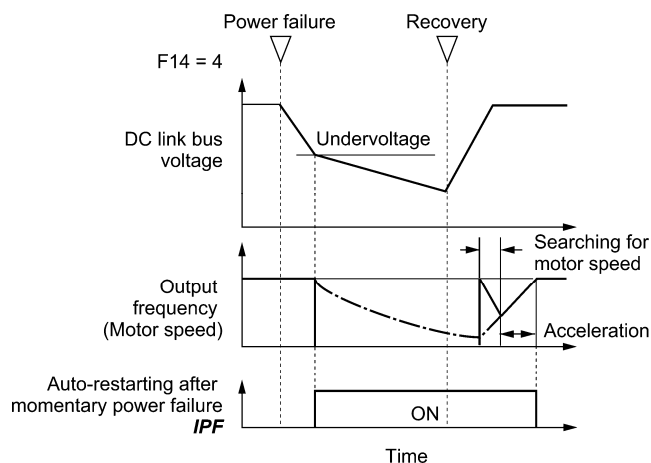 Power failure
Recovery
F14 = 4
DC link bus
voltage
Undervoltage
Searching for
motor speed
Output
frequency
(Motor speed)
Acceleration
Auto-restarting after
momentary power failure
IPF
ON
Time